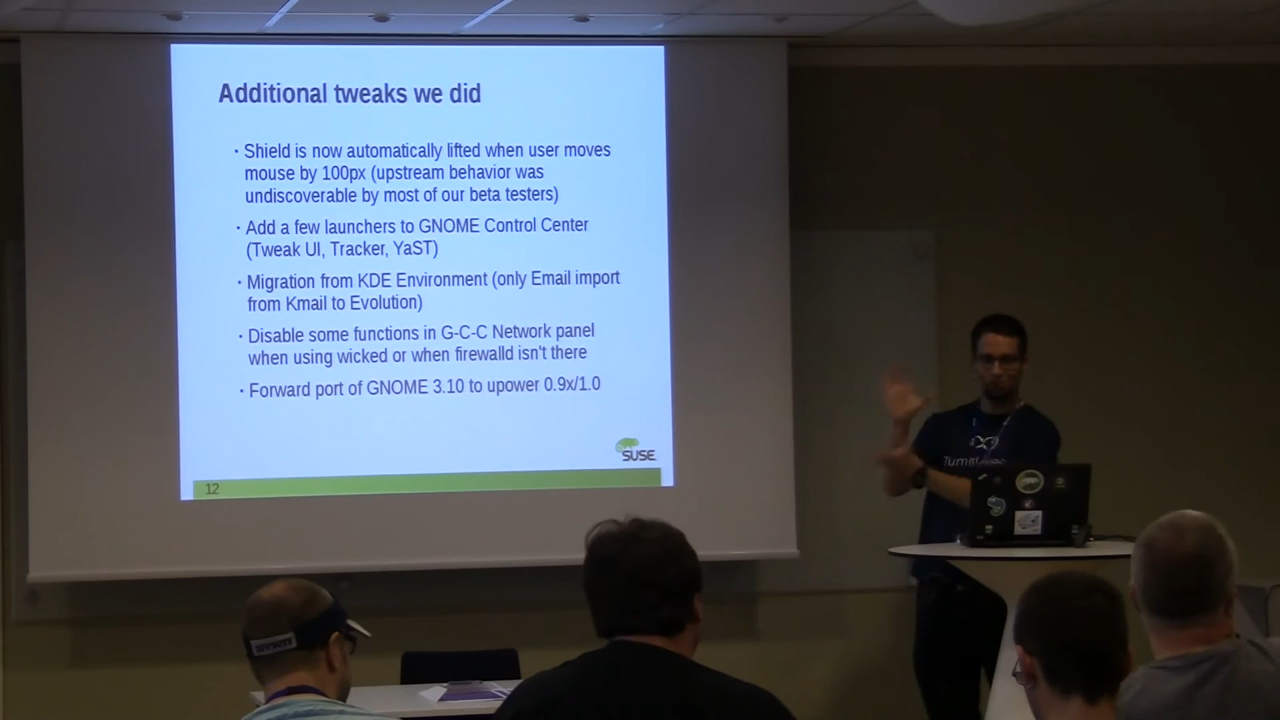 Additional tweaks we did
· Shield is now automatically lifted when user moves
mouse by 100px (upstream behavior was
undiscoverable by most of our beta testers)
· Add a few launchers to GNOME Control Center
(Tweak UI, Tracker, YaST)
· Migration from KDE Environment (only Email import
from Kmail to Evolution)
· Disable some functions in G-C-C Network panel
when using wicked or when firewalld isn't there
· Forward port of GNOME 3.10 to upower 0.9x/1.0
SUSE
12